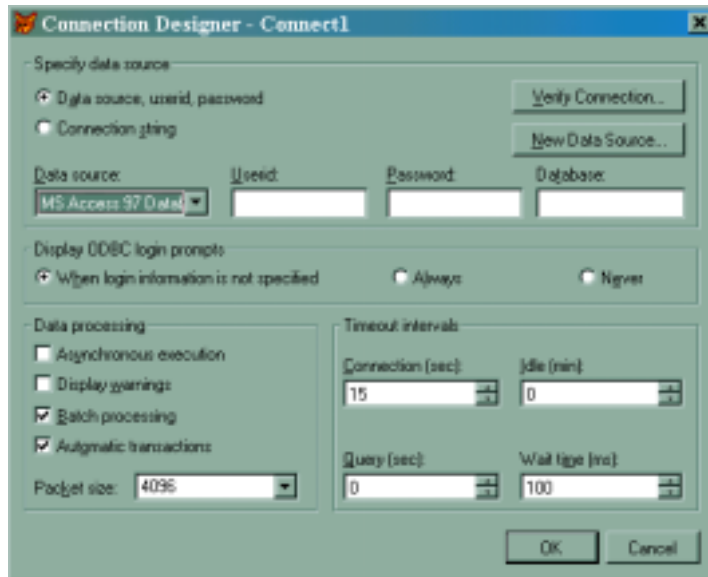 Connection Designer - Connect1
Specify data source
Data source, userid, password
Verify Connection...
Connection string
New Data Source...
Data source: Userid: Password: Database:
MS Access 97 Datal
Display ODBC login prompts
When login information is not specified Always Never
Data processing Timeout intervals
Asynchronous execution
Display warnings
Connection (sec): Idle (min):
15 0
Batch processing
Automatic transactions
Query (sec): Wait time (ms):
Packet size: 4096 0 100
OK Cancel